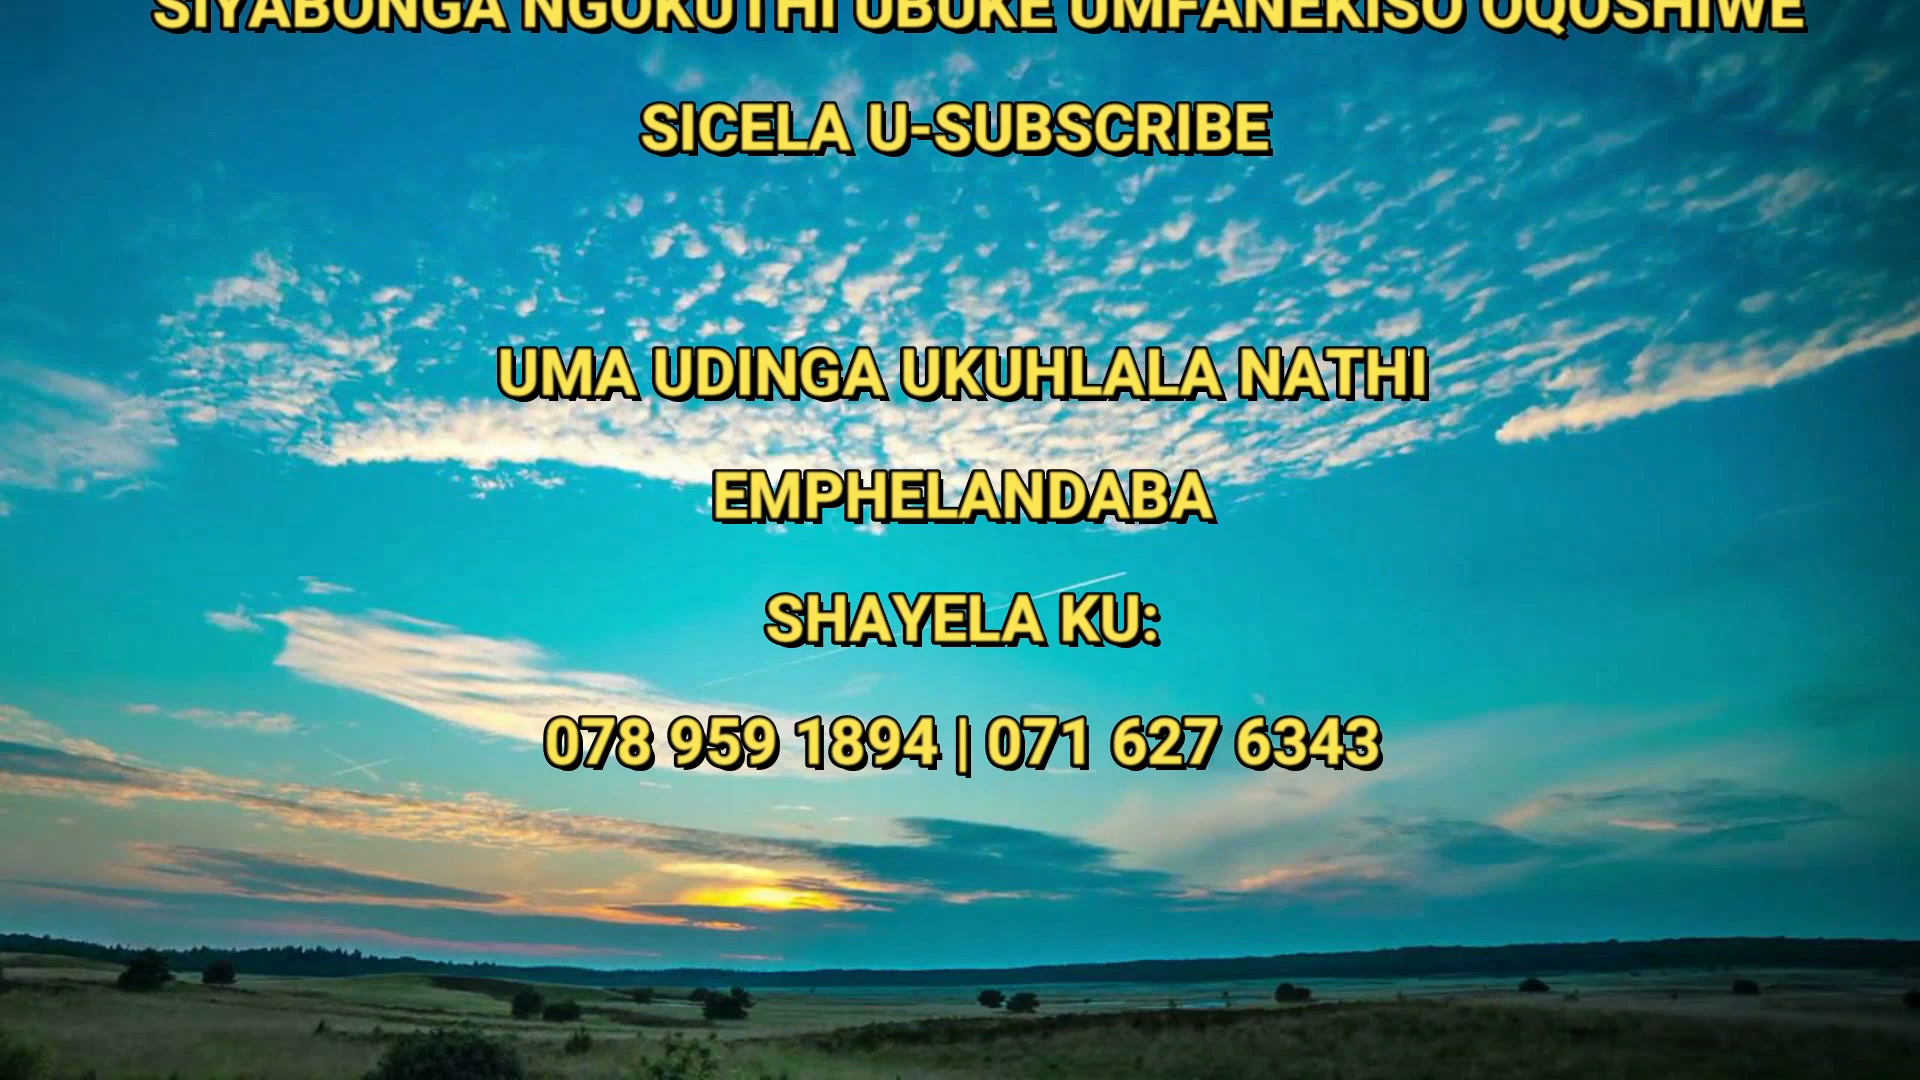 SIYABONGA NGOKUTHI UBUKE UMFANEKISO OQOSHIWE
SICELA U-SUBSCRIBE
UMA UDINGA UKUHLALA NATHI
EMPHELANDABA
SHAYELA KU:
078 959 1894 | 071 627 6343